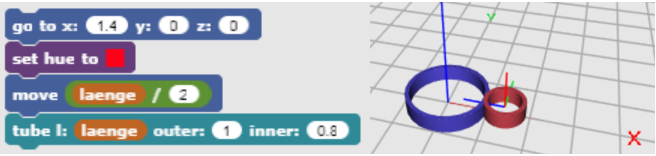 go to x: 1.4 y: 0 z: 0
set hue to
move laenge / 2
tube l: laenge outer: 1 inner: 0.8
Y
X